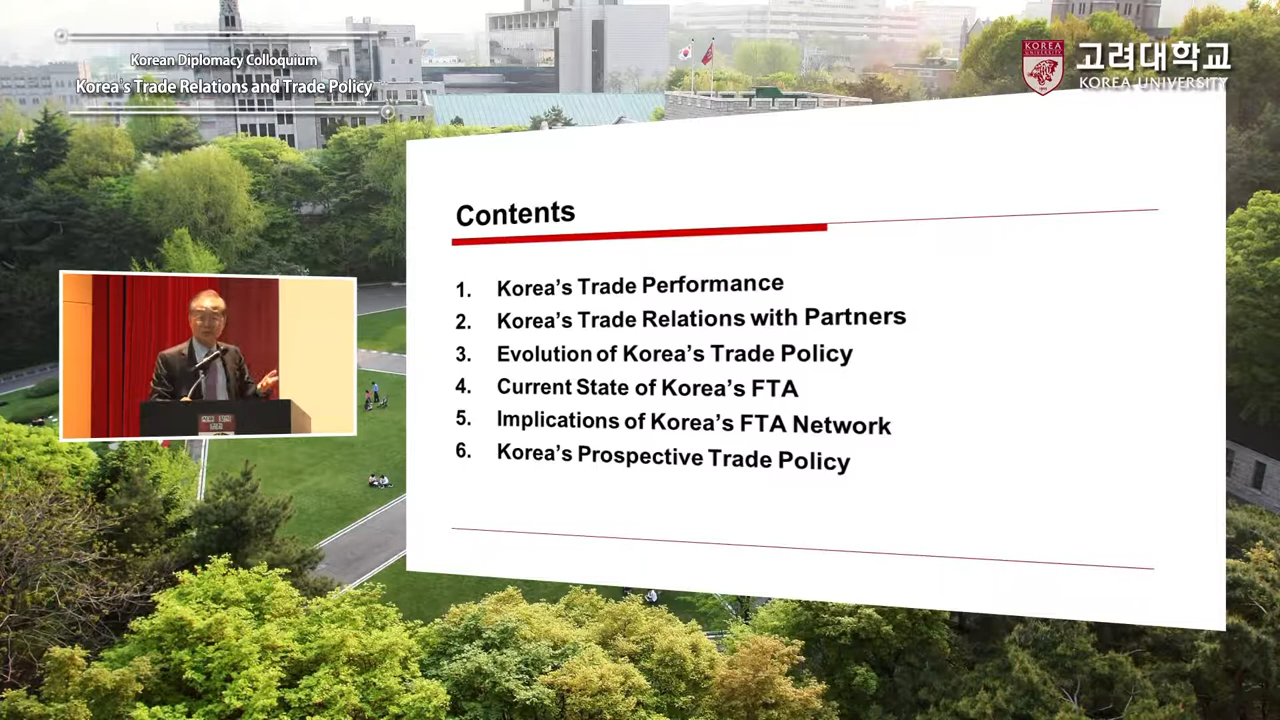 Korean Diplomacy Colloquium
Korea's Trade Relations and Trade Policy
KOREA
UNIVERSITY
고려대학교
KOREA UNIVERSITY
Contents
1. Korea's Trade Performance
2. Korea's Trade Relations with Partners
3. Evolution of Korea's Trade Policy
4. Current State of Korea's FTA
5. Implications of Korea's FTA Network
6. Korea's Prospective Trade Policy